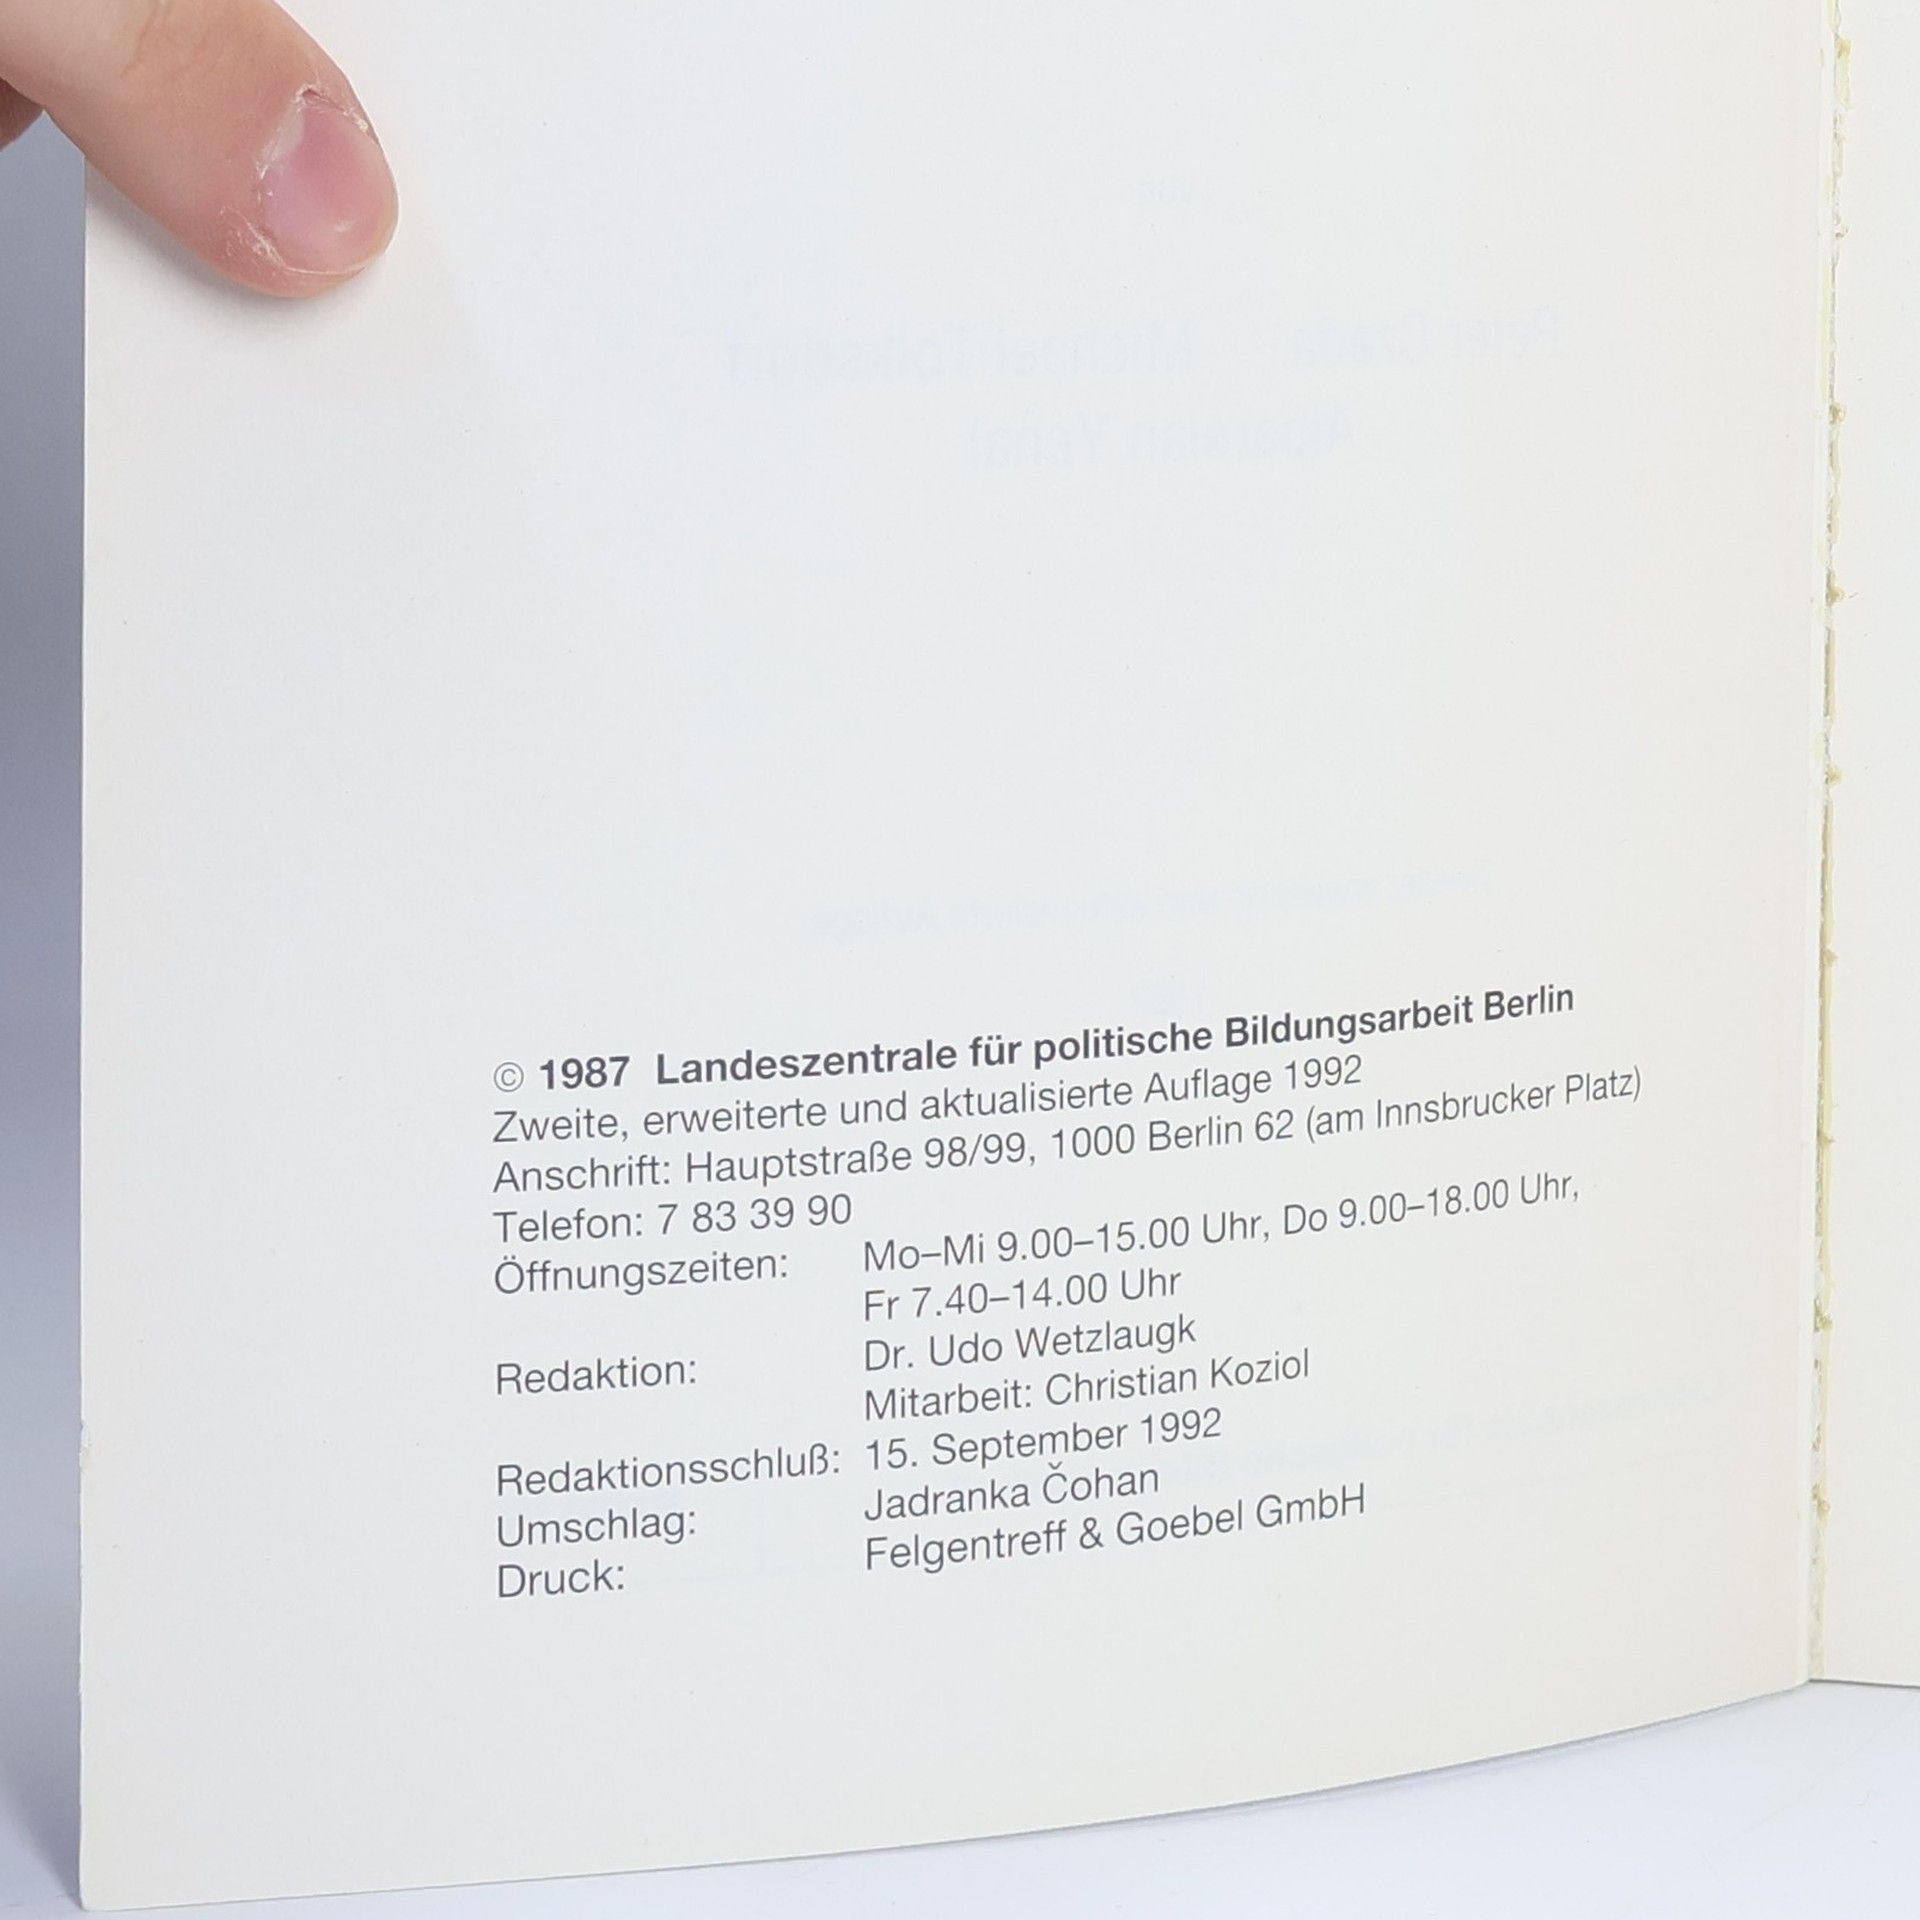 © 1987 Landeszentrale für politische Bildungsarbeit Berlin
Zweite, erweiterte und aktualisierte Auflage 1992
Anschrift: Hauptstraße 98/99, 1000 Berlin 62 (am Innsbrucker Platz)
Telefon: 7 83 39 90
Öffnungszeiten: Mo–Mi 9.00–15.00 Uhr, Do 9.00–18.00 Uhr,
Fr 7.40–14.00 Uhr
Redaktion: Dr. Udo Wetzlaugk
Mitarbeit: Christian Koziol
Redaktionsschluß: 15. September 1992
Umschlag: Jadranka Čohan
Druck: Felgentreff & Goebel GmbH